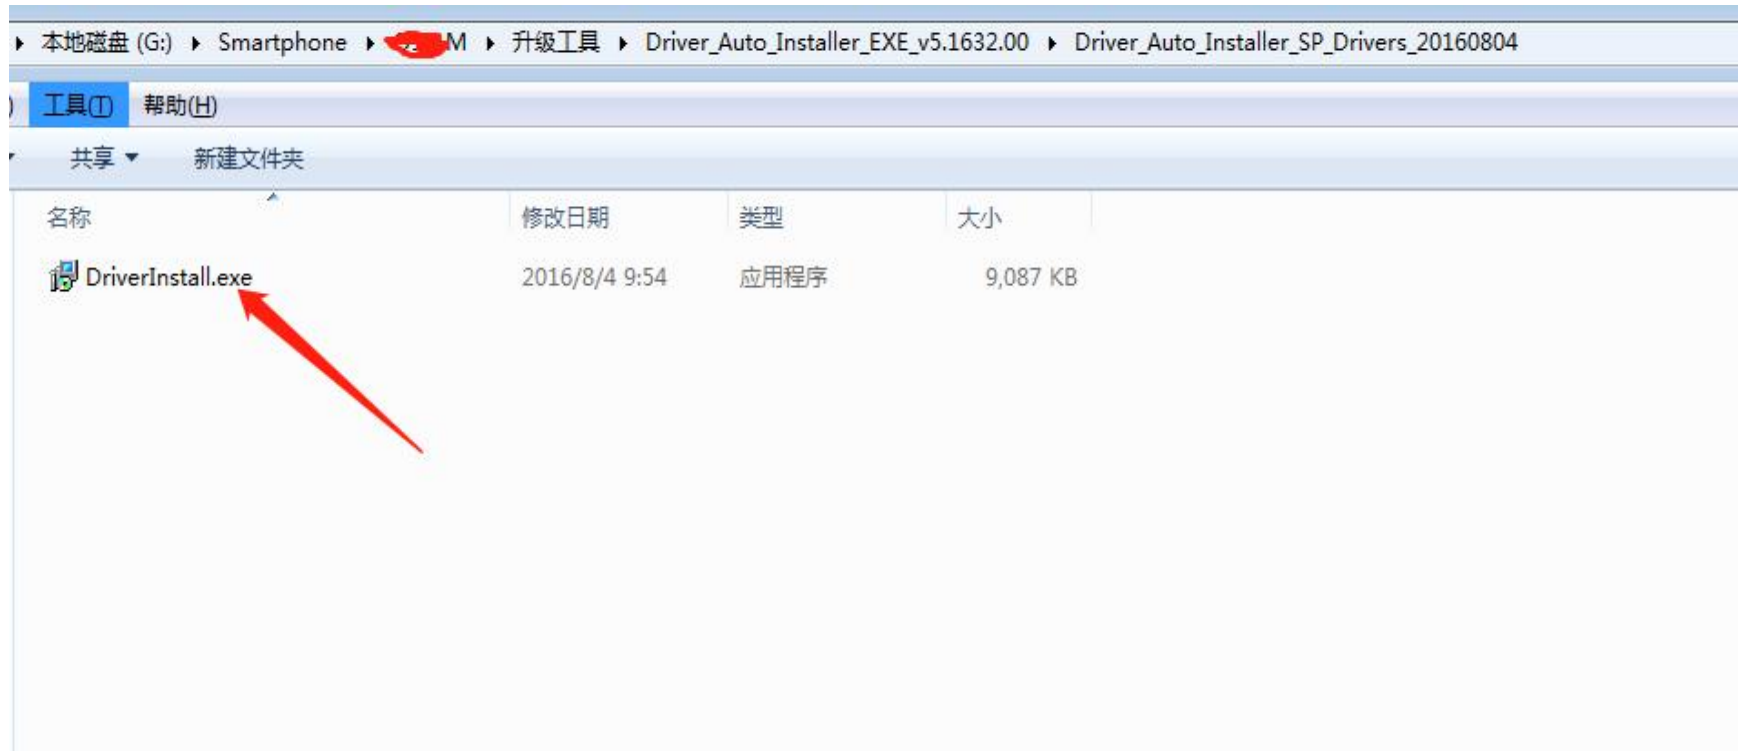 本地磁盘 (G:) Smartphone M 升级工具 Driver_Auto_Installer_EXE_v5.1632.00 Driver_Auto_Installer_SP_Drivers_20160804
) 工具(T) 帮助(H)
共享 新建文件夹
名称 修改日期 类型 大小
DriverInstall.exe 2016/8/4 9:54 应用程序 9,087 KB